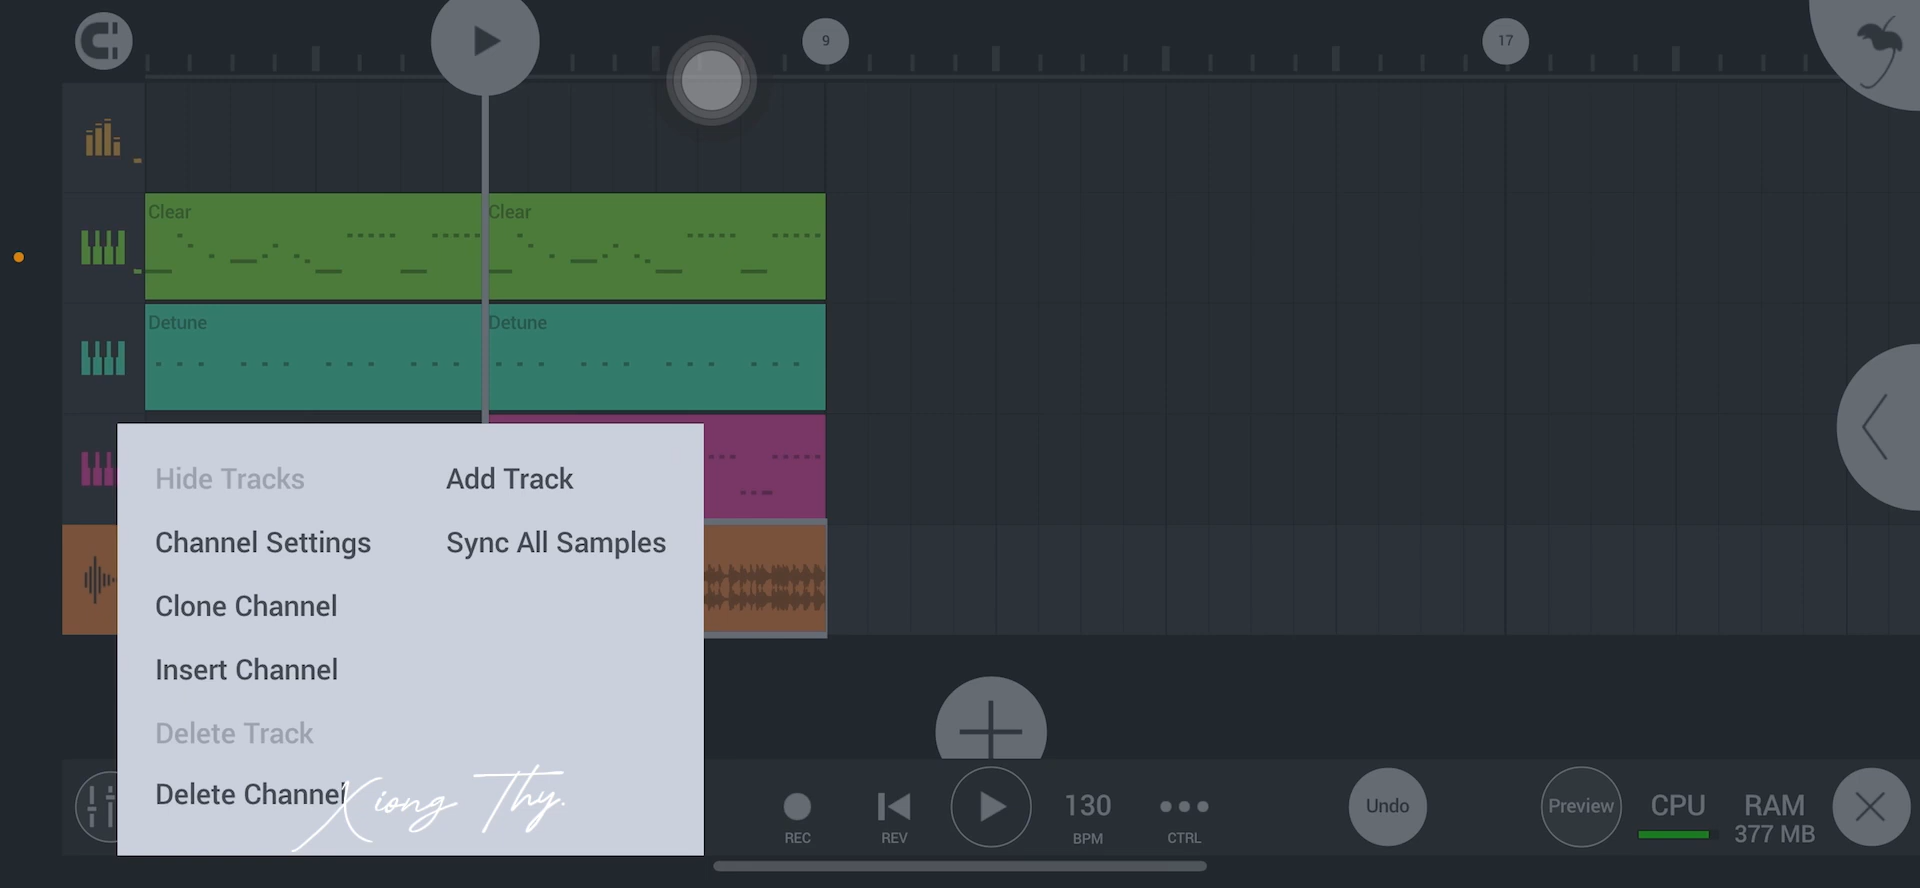 9
17
Clear
Clear
Detune
Detune
Hide Tracks
Add Track
Channel Settings
Sync All Samples
Clone Channel
Insert Channel
Delete Track
Delete Channel
Xiong Thy.
REC
REV
130
BPM
CTRL
Undo
Preview
CPU
RAM
377 MB